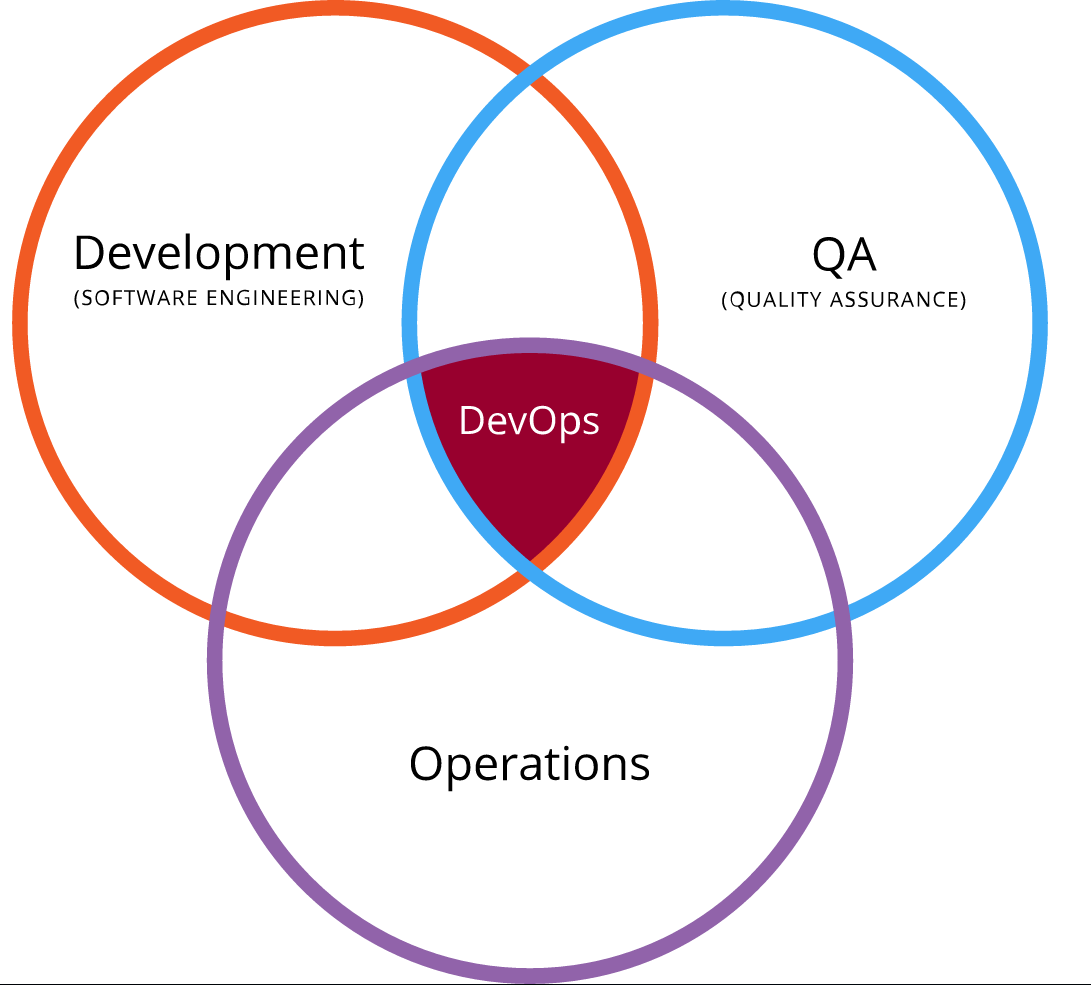 Development
(SOFTWARE ENGINEERING)
QA
(QUALITY ASSURANCE)
DevOps
Operations